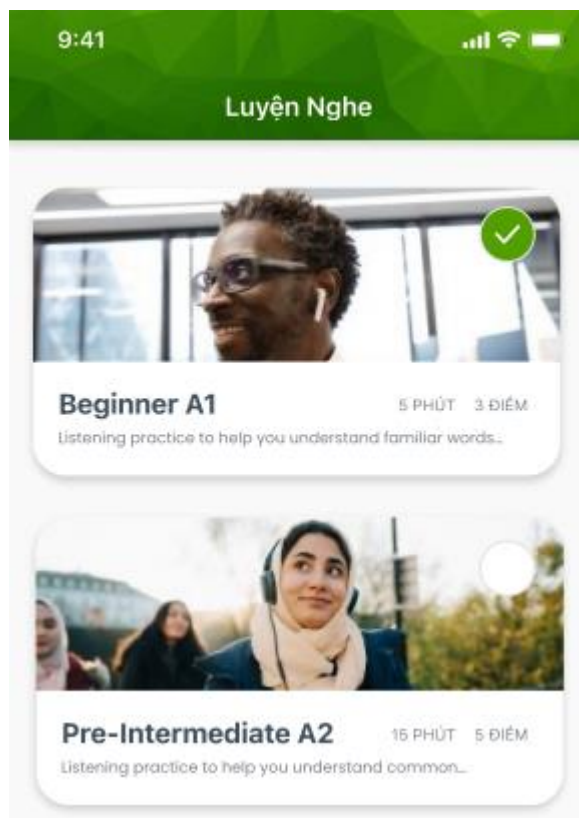 9:41
Luyện Nghe
Beginner A1 5 PHÚT 3 ĐIỂM
Listening practice to help you understand familiar words...
Pre-Intermediate A2 15 PHÚT 5 ĐIỂM
Listening practice to help you understand common...